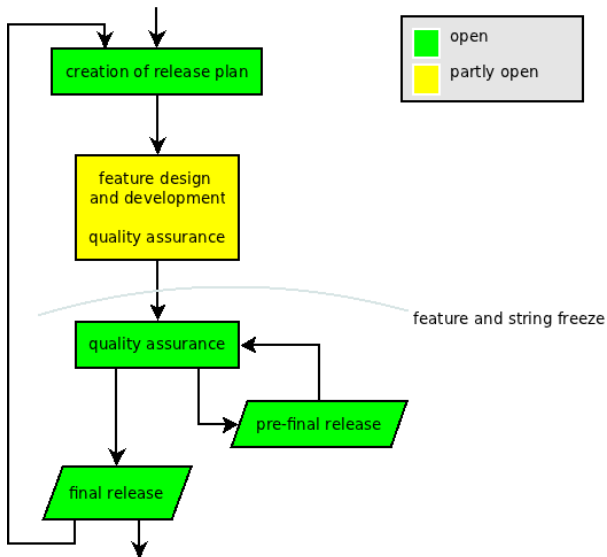 open
partly open
creation of release plan
feature design
and development
quality assurance
feature and string freeze
quality assurance
pre-final release
final release